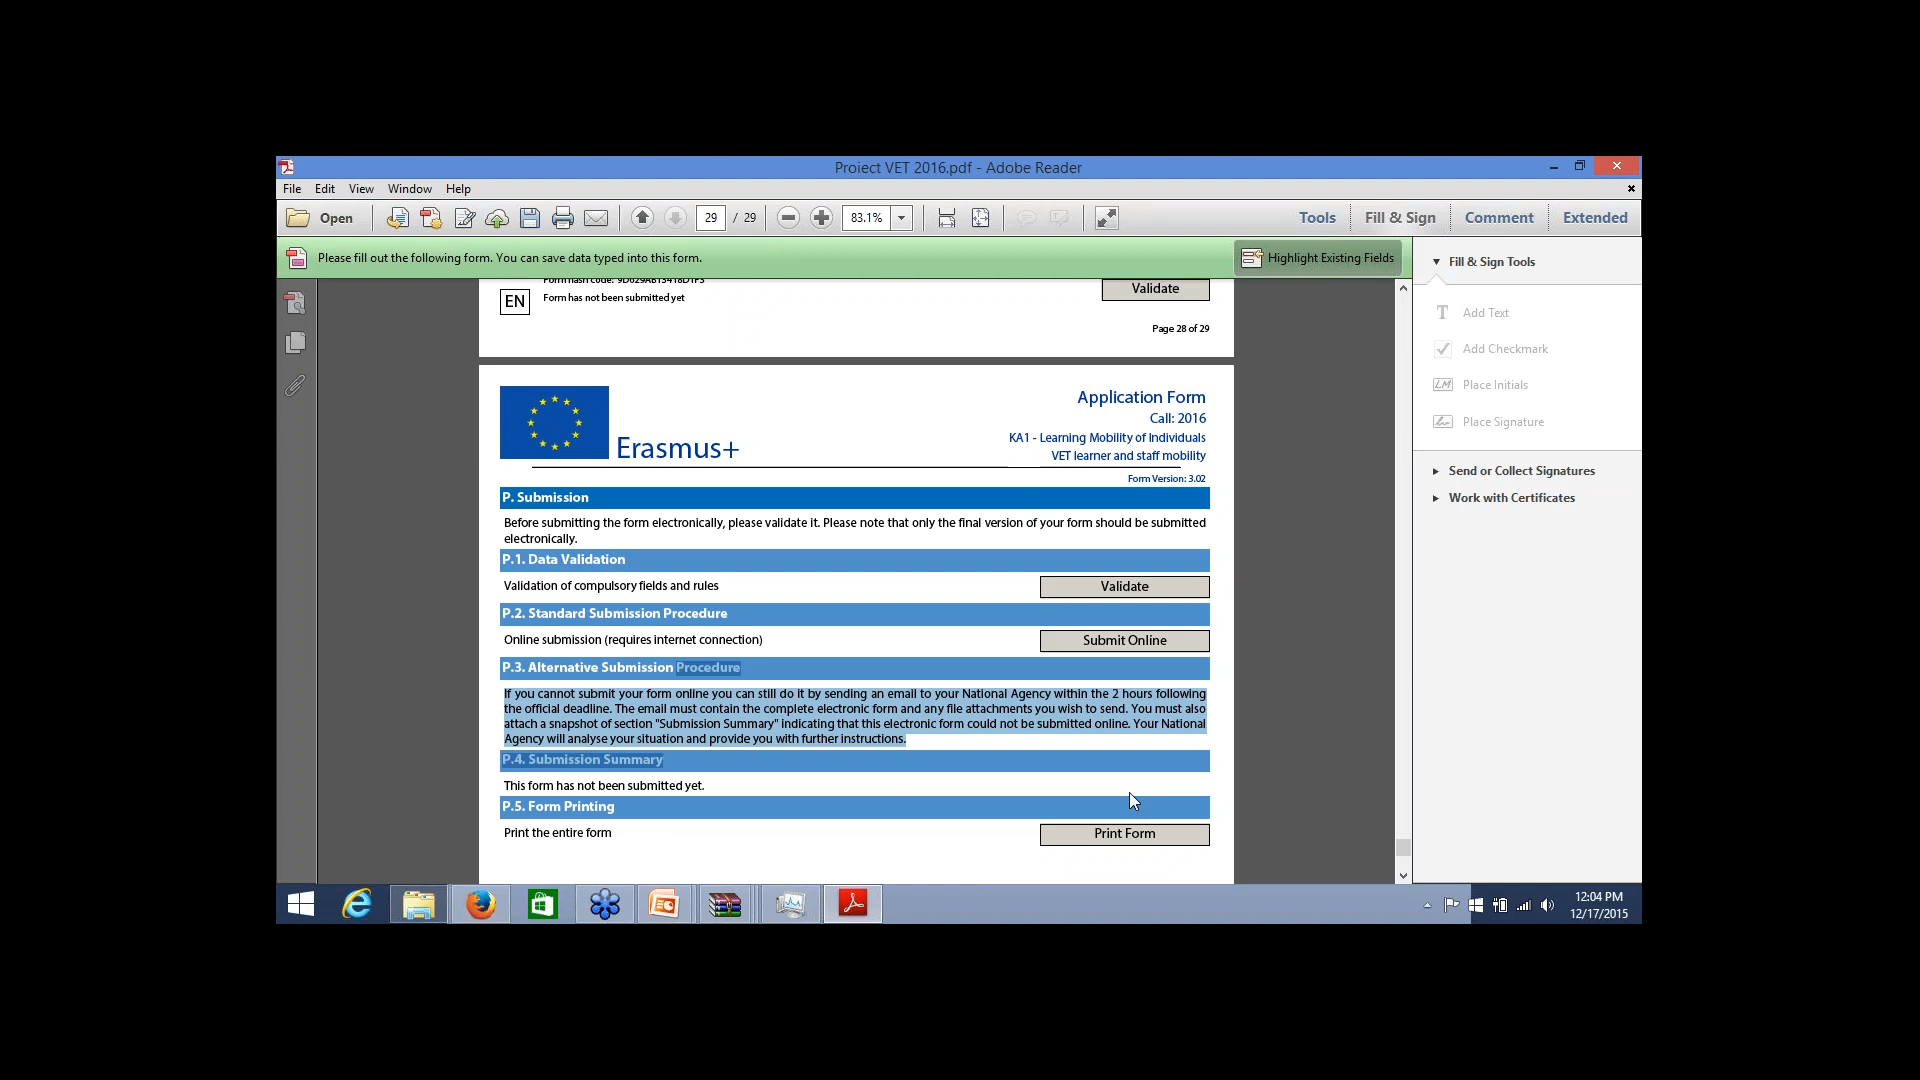 Project VET 2016.pdf - Adobe Reader
File Edit View Window Help
Open 29 / 29 83.1% Tools Fill & Sign Comment Extended
Please fill out the following form. You can save data typed into this form. Highlight Existing Fields
Fill & Sign Tools
Add Text
Add Checkmark
Place Initials
Place Signature
Send or Collect Signatures
Work with Certificates
EN
Form has not been submitted yet
Validate
Page 28 of 29
Erasmus+
Application Form
Call: 2016
KA1 - Learning Mobility of Individuals
VET learner and staff mobility
Form Version: 3.02
P. Submission
Before submitting the form electronically, please validate it. Please note that only the final version of your form should be submitted
electronically.
P.1. Data Validation
Validation of compulsory fields and rules Validate
P.2. Standard Submission Procedure
Online submission (requires internet connection) Submit Online
P.3. Alternative Submission Procedure
If you cannot submit your form online you can still do it by sending an email to your National Agency within the 2 hours following
the official deadline. The email must contain the complete electronic form and any file attachments you wish to send. You must also
attach a snapshot of section "Submission Summary" indicating that this electronic form could not be submitted online. Your National
Agency will analyse your situation and provide you with further instructions.
P.4. Submission Summary
This form has not been submitted yet.
P.5. Form Printing
Print the entire form Print Form
12:04 PM
12/17/2015